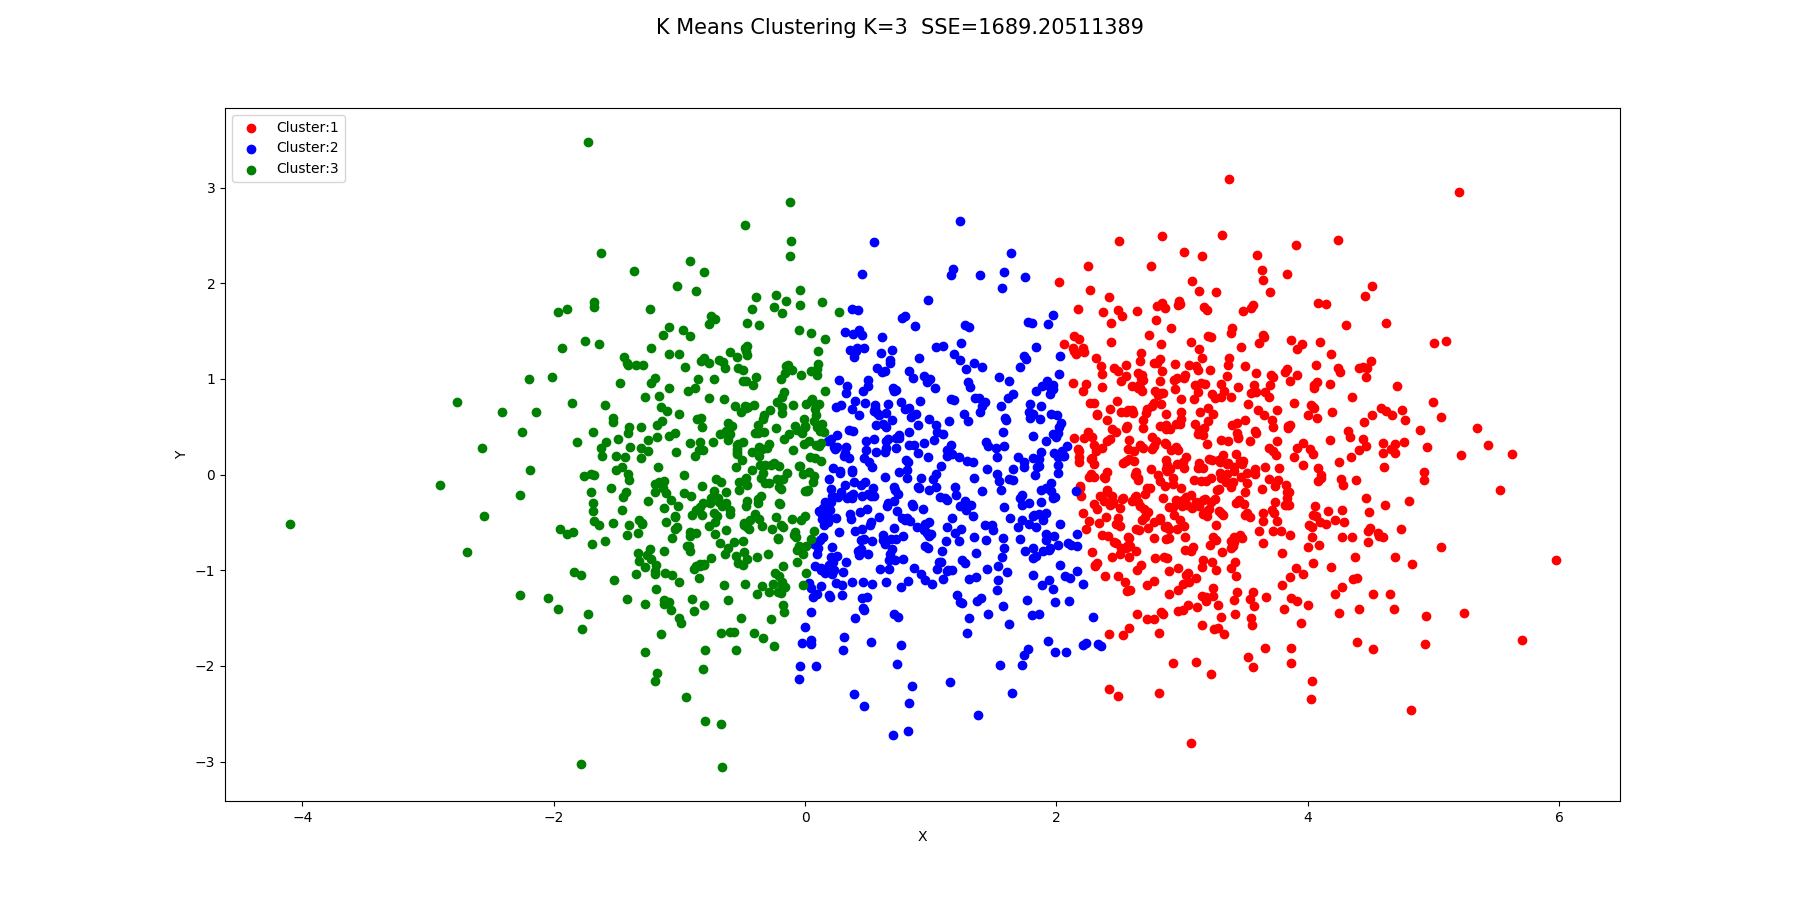 K Means Clustering K=3  SSE=1689.20511389
Cluster:1
Cluster:2
Cluster:3
3
2
1
0
−1
−2
−3
Y
−4
−2
0
2
4
6
X